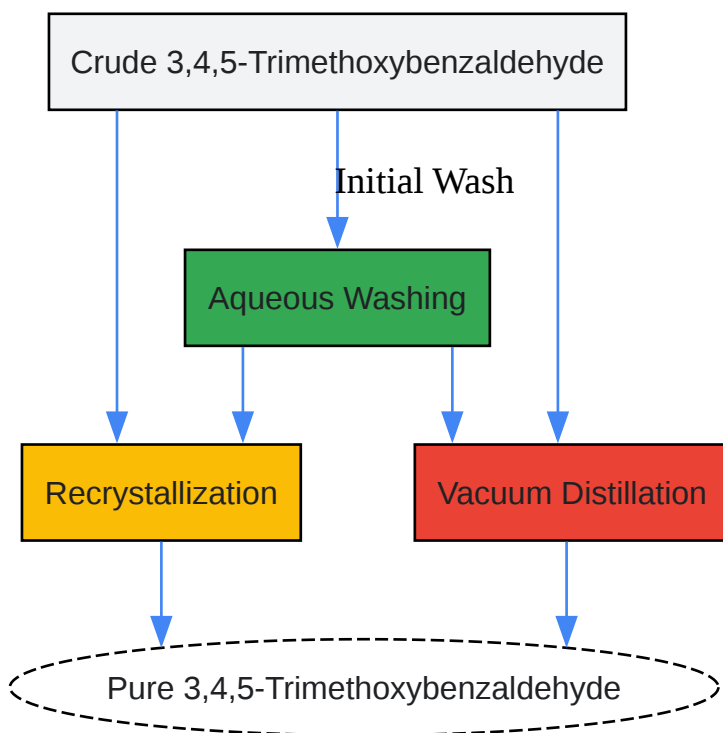 Crude 3,4,5-Trimethoxybenzaldehyde
Initial Wash
Aqueous Washing
Recrystallization
Vacuum Distillation
Pure 3,4,5-Trimethoxybenzaldehyde